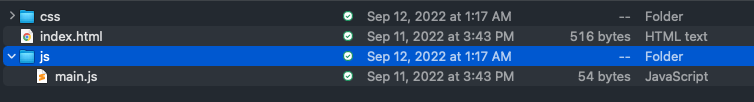 css Sep 12, 2022 at 1:17 AM -- Folder
index.html Sep 11, 2022 at 3:43 PM 516 bytes HTML text
js Sep 12, 2022 at 1:17 AM -- Folder
main.js Sep 11, 2022 at 3:43 PM 54 bytes JavaScript